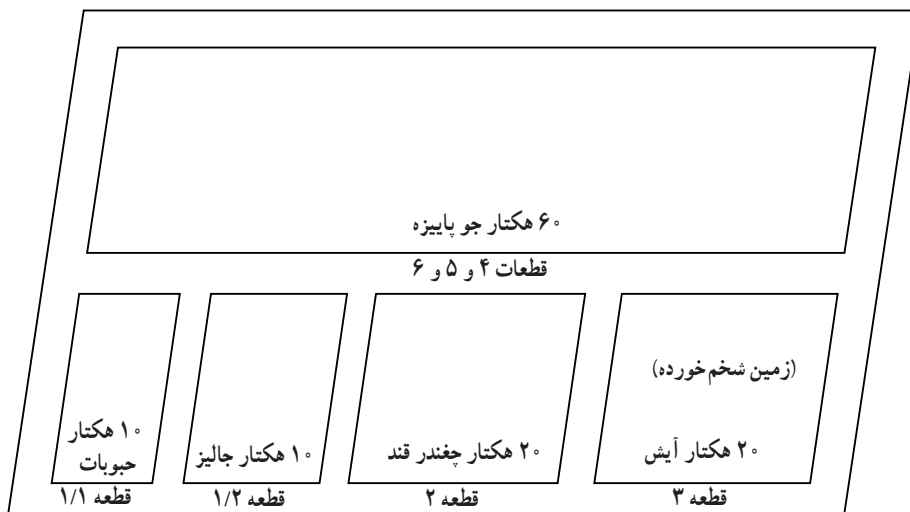 ۶۰ هکتار جو پاییزه
قطعات ۴ و ۵ و ۶
(زمین شخم‌خورده)
۲۰ هکتار آیش
قطعه ۳
۲۰ هکتار چغندر قند
قطعه ۲
۱۰ هکتار جالیز
قطعه ۱/۲
۱۰ هکتار
حبوبات
قطعه ۱/۱